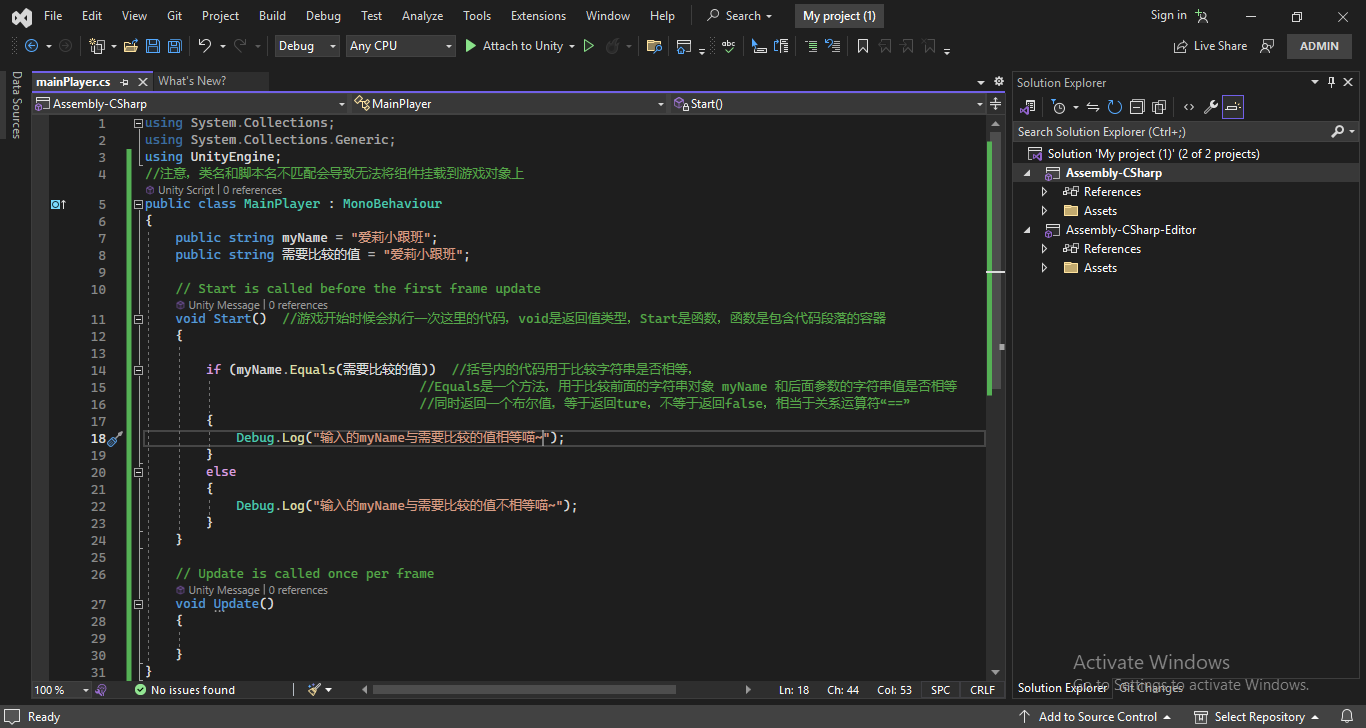 File Edit View Git Project Build Debug Test Analyze Tools Extensions Window Help Search My project (1) Sign in
Debug Any CPU Attach to Unity Live Share ADMIN
Data Sources
mainPlayer.cs What's New?
Assembly-CSharp MainPlayer Start()
1 using System.Collections;
2 using System.Collections.Generic;
3 using UnityEngine;
4 //注意，类名和脚本名不匹配会导致无法将组件挂载到游戏对象上
Unity Script | 0 references
5 public class MainPlayer : MonoBehaviour
6 {
7 public string myName = "爱莉小跟班";
8 public string 需要比较的值 = "爱莉小跟班";
9
10 // Start is called before the first frame update
Unity Message | 0 references
11 void Start() //游戏开始时候会执行一次这里的代码，void是返回值类型，Start是函数，函数是包含代码段落的容器
12 {
13
14 if (myName.Equals(需要比较的值)) //括号内的代码用于比较字符串是否相等，
15 //Equals是一个方法，用于比较前面的字符串对象 myName 和后面参数的字符串值是否相等
16 //同时返回一个布尔值，等于返回ture，不等于返回false，相当于关系运算符“==”
17 {
18 Debug.Log("输入的myName与需要比较的值相等喵~");
19 }
20 else
21 {
22 Debug.Log("输入的myName与需要比较的值不相等喵~");
23 }
24 }
25
26 // Update is called once per frame
Unity Message | 0 references
27 void Update()
28 {
29
30 }
31 }
100 % No issues found Ln: 18 Ch: 44 Col: 53 SPC CRLF
Solution Explorer
Search Solution Explorer (Ctrl+;)
Solution 'My project (1)' (2 of 2 projects)
Assembly-CSharp
References
Assets
Assembly-CSharp-Editor
References
Assets
Activate Windows
Go to Settings to activate Windows.
Solution Explorer Git Changes
Ready Add to Source Control Select Repository